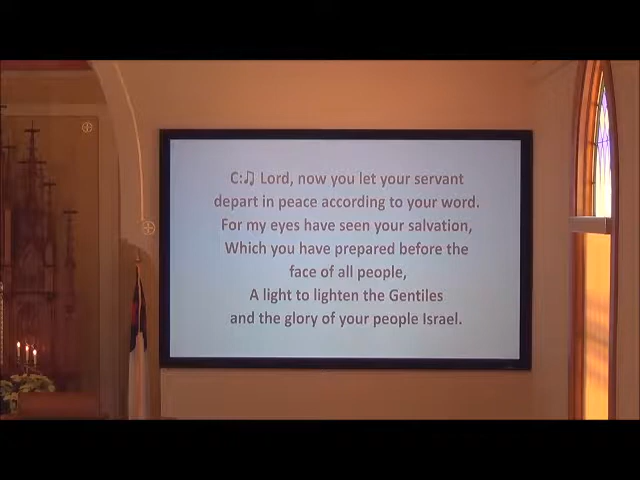 C:♫ Lord, now you let your servant
depart in peace according to your word.
For my eyes have seen your salvation,
Which you have prepared before the
face of all people,
A light to lighten the Gentiles
and the glory of your people Israel.